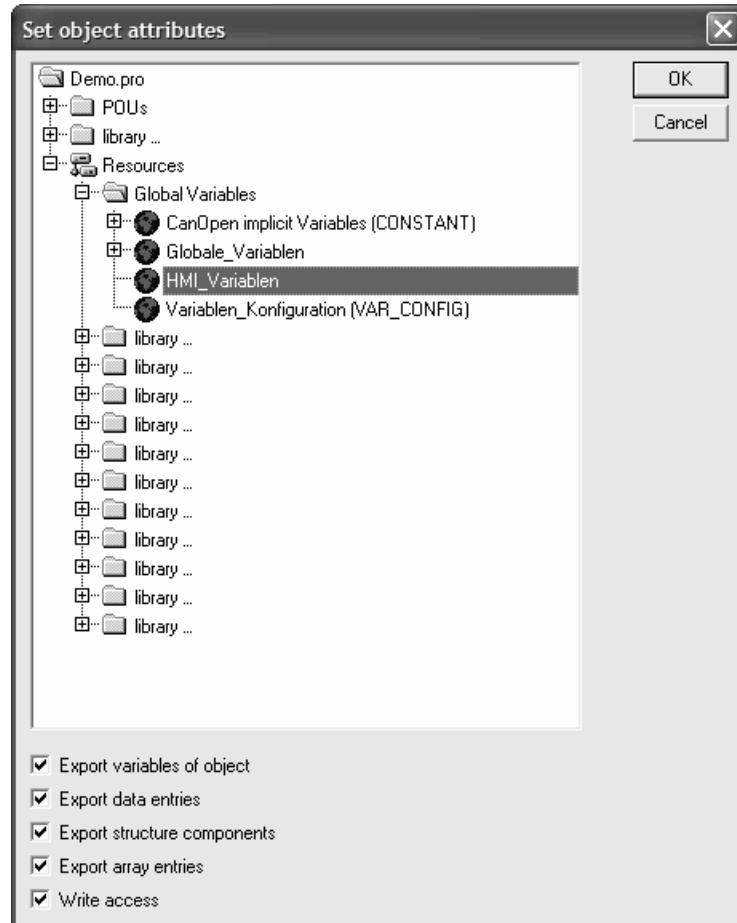 Set object attributes
Demo.pro
OK
POUs
library ...
Cancel
Resources
Global Variables
CanOpen implicit Variables (CONSTANT)
Globale_Variablen
HMI_Variablen
Variablen_Konfiguration (VAR_CONFIG)
library ...
library ...
library ...
library ...
library ...
library ...
library ...
library ...
library ...
library ...
library ...
Export variables of object
Export data entries
Export structure components
Export array entries
Write access